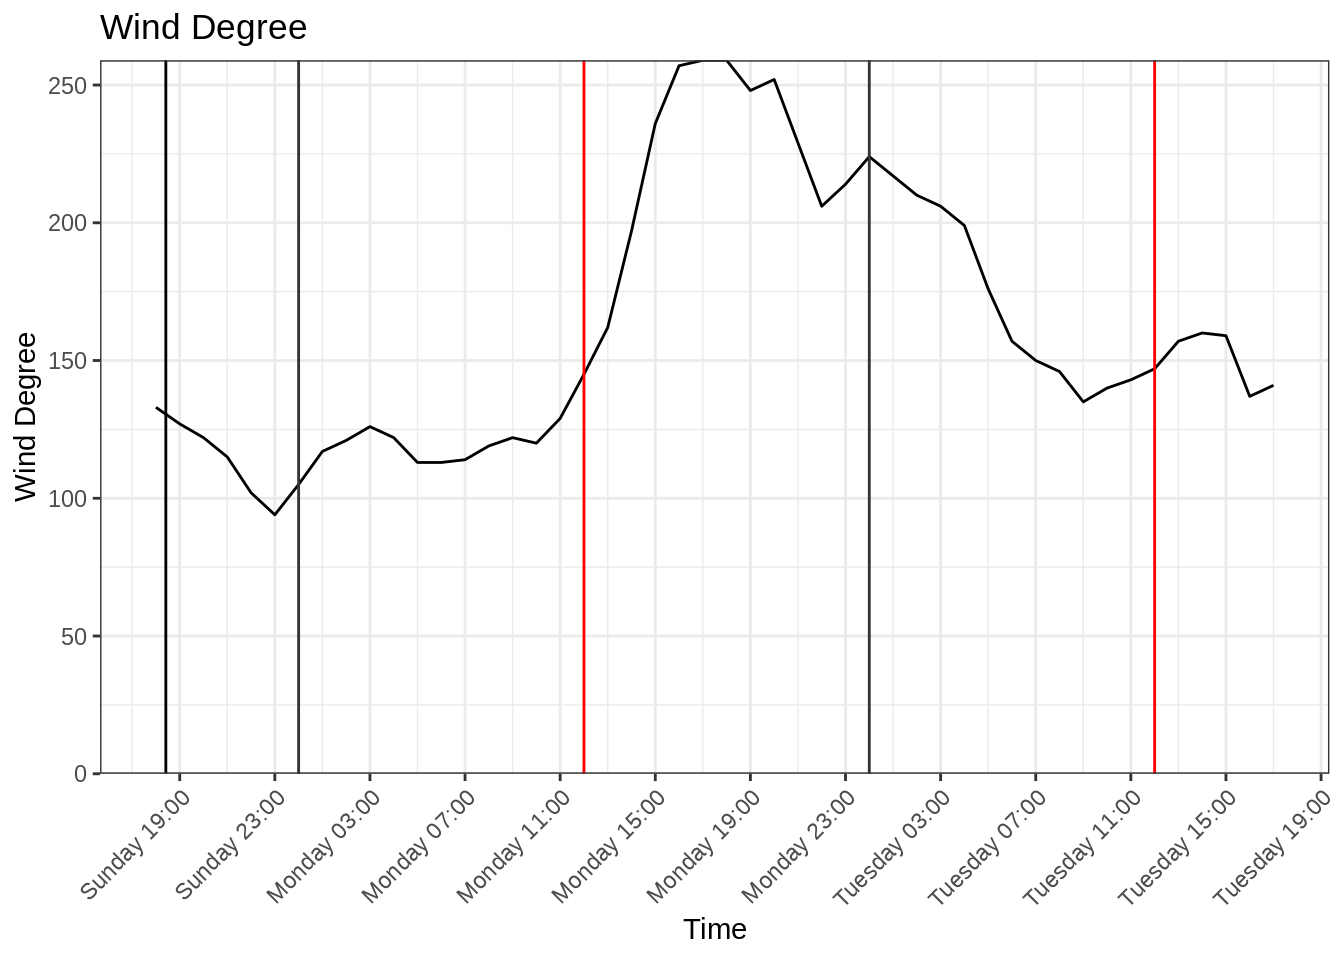 Wind Degree
Wind Degree
250
200
150
100
50
0
Sunday 19:00
Sunday 23:00
Monday 03:00
Monday 07:00
Monday 11:00
Monday 15:00
Monday 19:00
Monday 23:00
Tuesday 03:00
Tuesday 07:00
Tuesday 11:00
Tuesday 15:00
Tuesday 19:00
Time